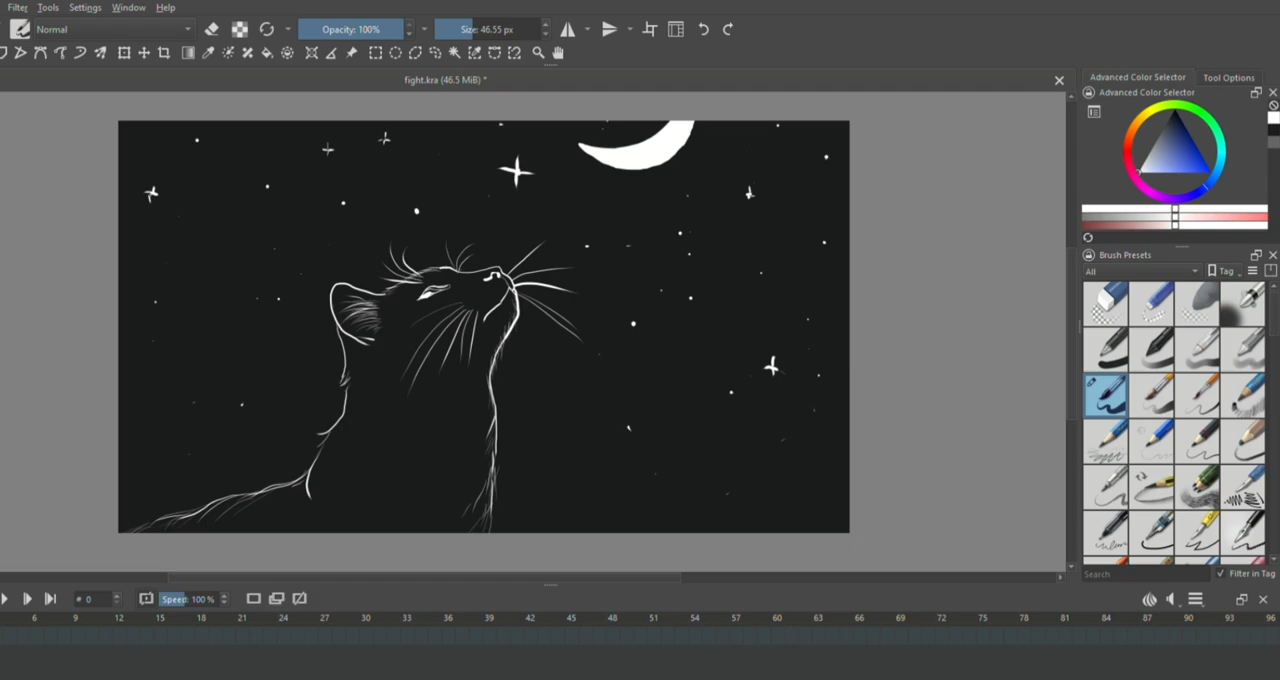 Filter Tools Settings Window Help
Normal Opacity: 100% Size: 46.55 px
fight.kra (46.5 MiB) *
Advanced Color Selector Tool Options
Advanced Color Selector
Brush Presets
All Tag
Search Filter in Tag
# 0 Speed: 100 %
6 9 12 15 18 21 24 27 30 33 36 39 42 45 48 51 54 57 60 63 66 69 72 75 78 81 84 87 90 93 96